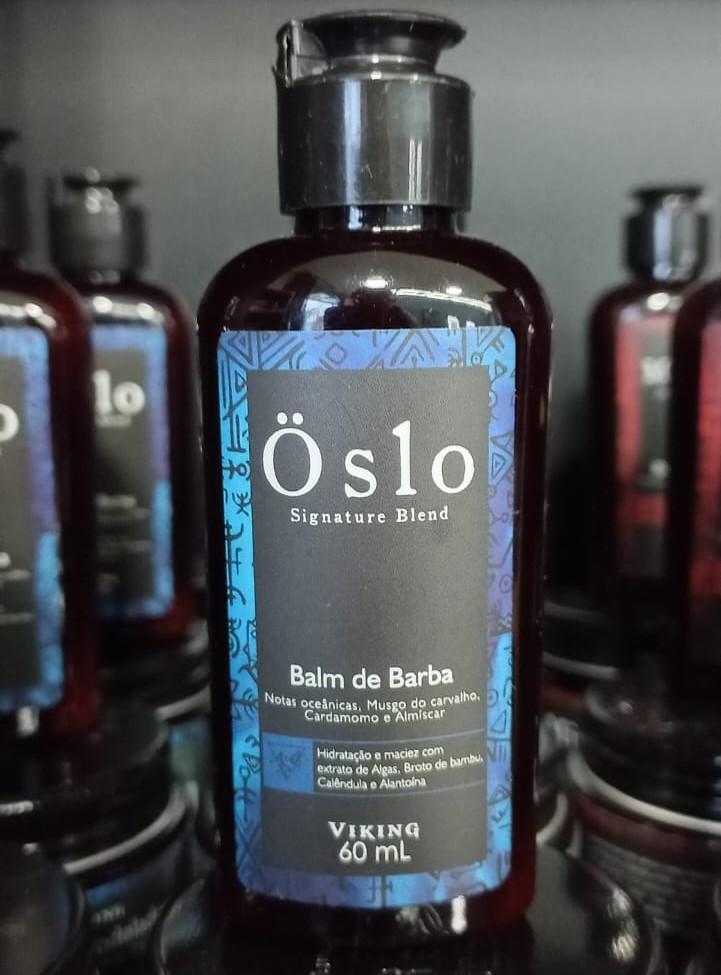 Öslo
Signature Blend
Balm de Barba
Notas oceânicas, Musgo do carvalho,
Cardamomo e Almíscar
Hidratação e maciez com
extrato de Algas, Broto de bambu,
Calêndula e Alantoína
VIKING
60 mL
lo